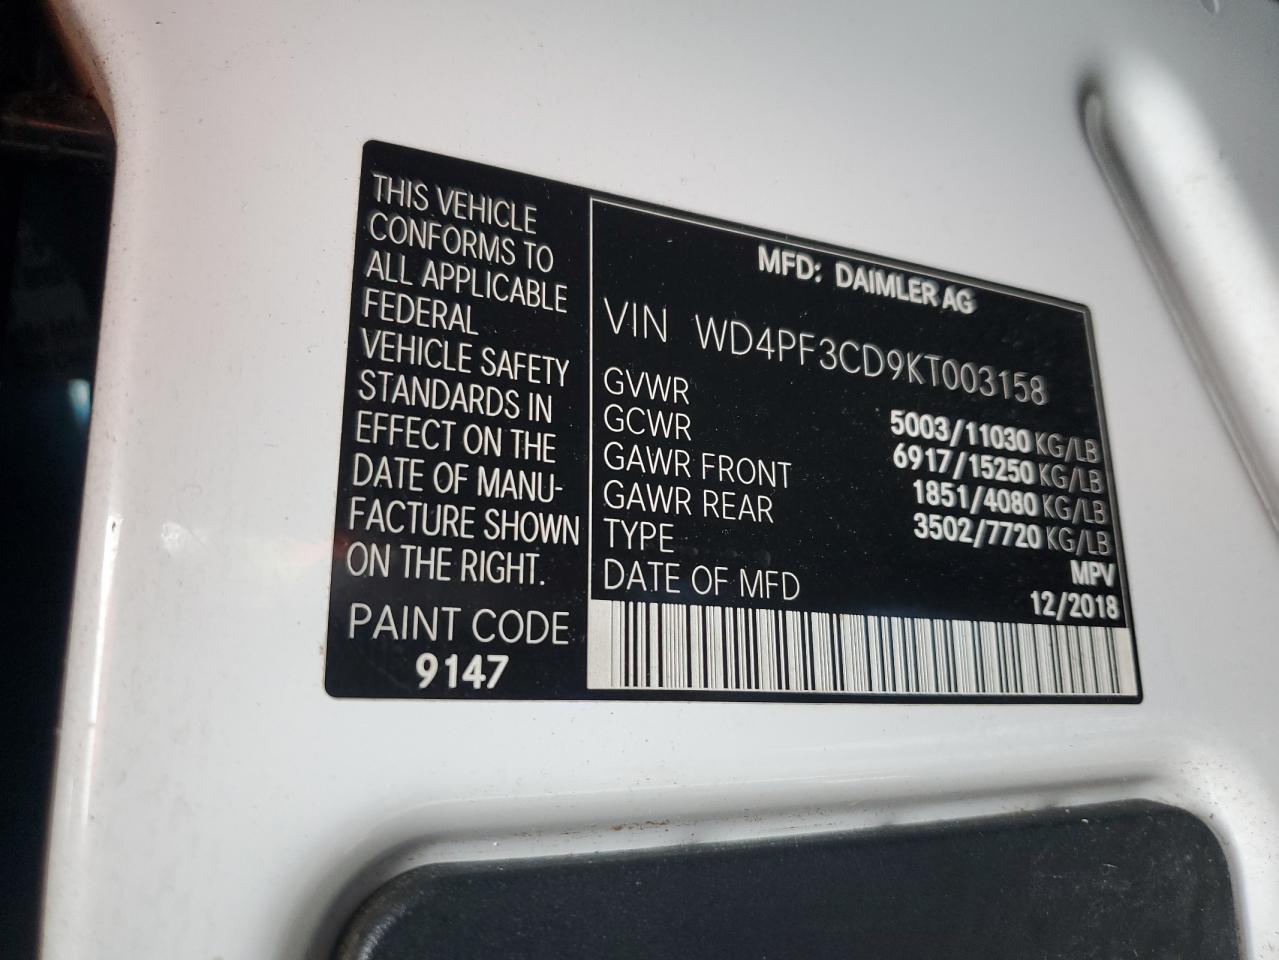 THIS VEHICLE
CONFORMS TO
ALL APPLICABLE
FEDERAL
VEHICLE SAFETY
STANDARDS IN
EFFECT ON THE
DATE OF MANU-
FACTURE SHOWN
ON THE RIGHT.
PAINT CODE
9147
MFD: DAIMLER AG
VIN WD4PF3CD9KT003158
GVWR 5003/11030 KG/LB
GCWR 6917/15250 KG/LB
GAWR FRONT 1851/4080 KG/LB
GAWR REAR 3502/7720 KG/LB
TYPE MPV
DATE OF MFD 12/2018